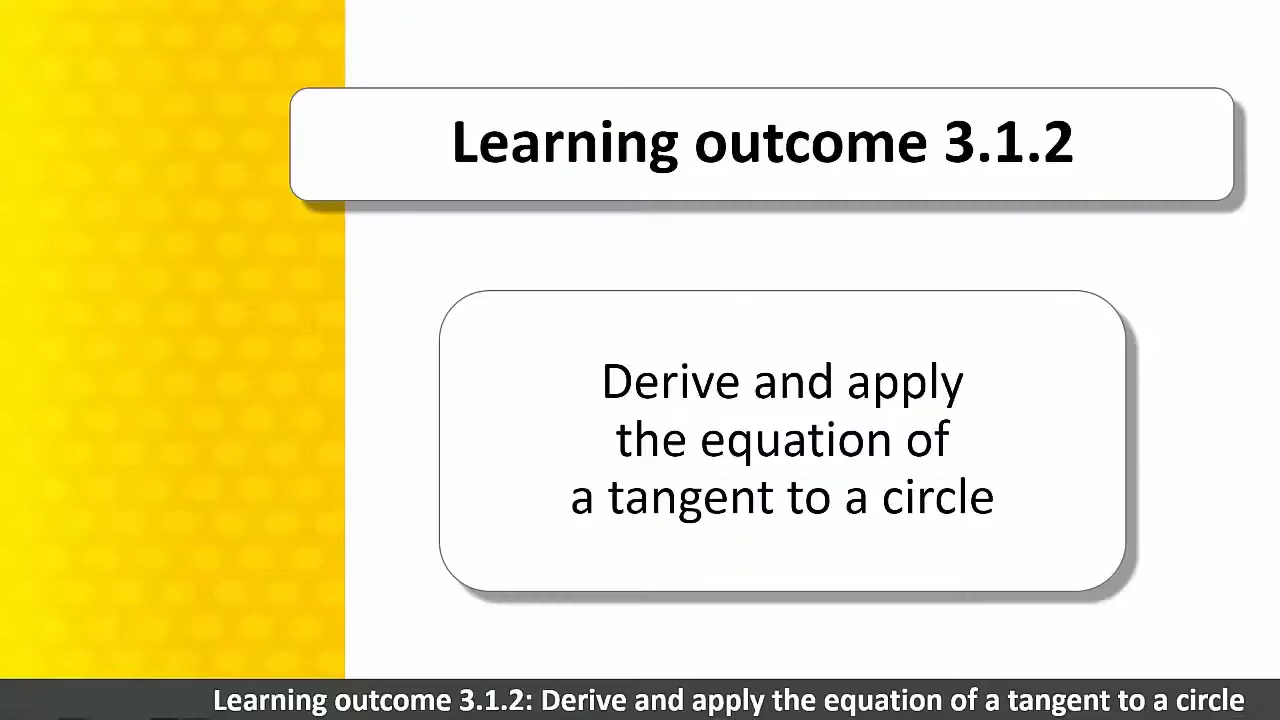 Learning outcome 3.1.2
Derive and apply
the equation of
a tangent to a circle
Learning outcome 3.1.2: Derive and apply the equation of a tangent to a circle